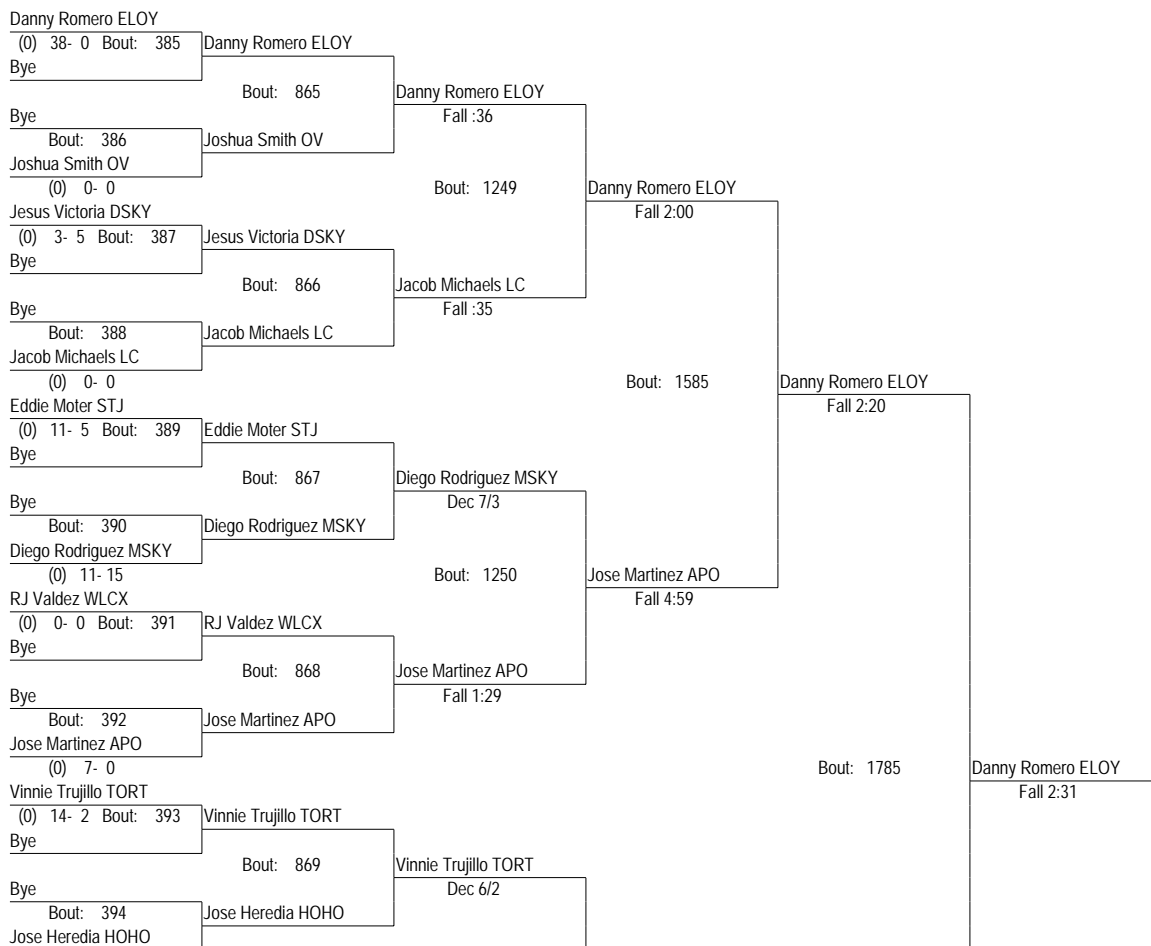 Danny Romero ELOY
(0) 38- 0 Bout: 385 Danny Romero ELOY
Bye
Bout: 865 Danny Romero ELOY
Bye Fall :36
Bout: 386 Joshua Smith OV
Joshua Smith OV
(0) 0- 0 Bout: 1249 Danny Romero ELOY
Jesus Victoria DSKY Fall 2:00
(0) 3- 5 Bout: 387 Jesus Victoria DSKY
Bye
Bout: 866 Jacob Michaels LC
Bye Fall :35
Bout: 388 Jacob Michaels LC
Jacob Michaels LC
(0) 0- 0 Bout: 1585 Danny Romero ELOY
Eddie Moter STJ Fall 2:20
(0) 11- 5 Bout: 389 Eddie Moter STJ
Bye
Bout: 867 Diego Rodriguez MSKY
Bye Dec 7/3
Bout: 390 Diego Rodriguez MSKY
Diego Rodriguez MSKY
(0) 11- 15 Bout: 1250 Jose Martinez APO
RJ Valdez WLCX Fall 4:59
(0) 0- 0 Bout: 391 RJ Valdez WLCX
Bye
Bout: 868 Jose Martinez APO
Bye Fall 1:29
Bout: 392 Jose Martinez APO
Jose Martinez APO
(0) 7- 0 Bout: 1785 Danny Romero ELOY
Vinnie Trujillo TORT Fall 2:31
(0) 14- 2 Bout: 393 Vinnie Trujillo TORT
Bye
Bout: 869 Vinnie Trujillo TORT
Bye Dec 6/2
Bout: 394 Jose Heredia HOHO
Jose Heredia HOHO